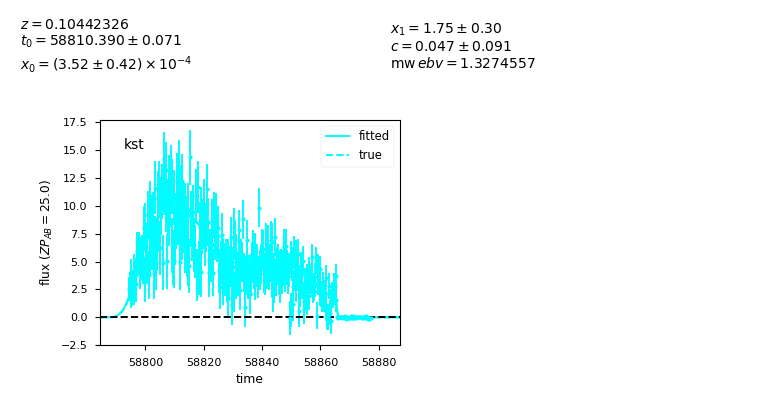 z = 0.10442326
t₀ = 58810.390 ± 0.071
x₀ = (3.52 ± 0.42) × 10⁻⁴
x₁ = 1.75 ± 0.30
c = 0.047 ± 0.091
mw ebv = 1.3274557
kst
fitted
true
17.5
15.0
12.5
10.0
7.5
5.0
2.5
0.0
−2.5
flux (ZP_AB = 25.0)
58800 58820 58840 58860 58880
time